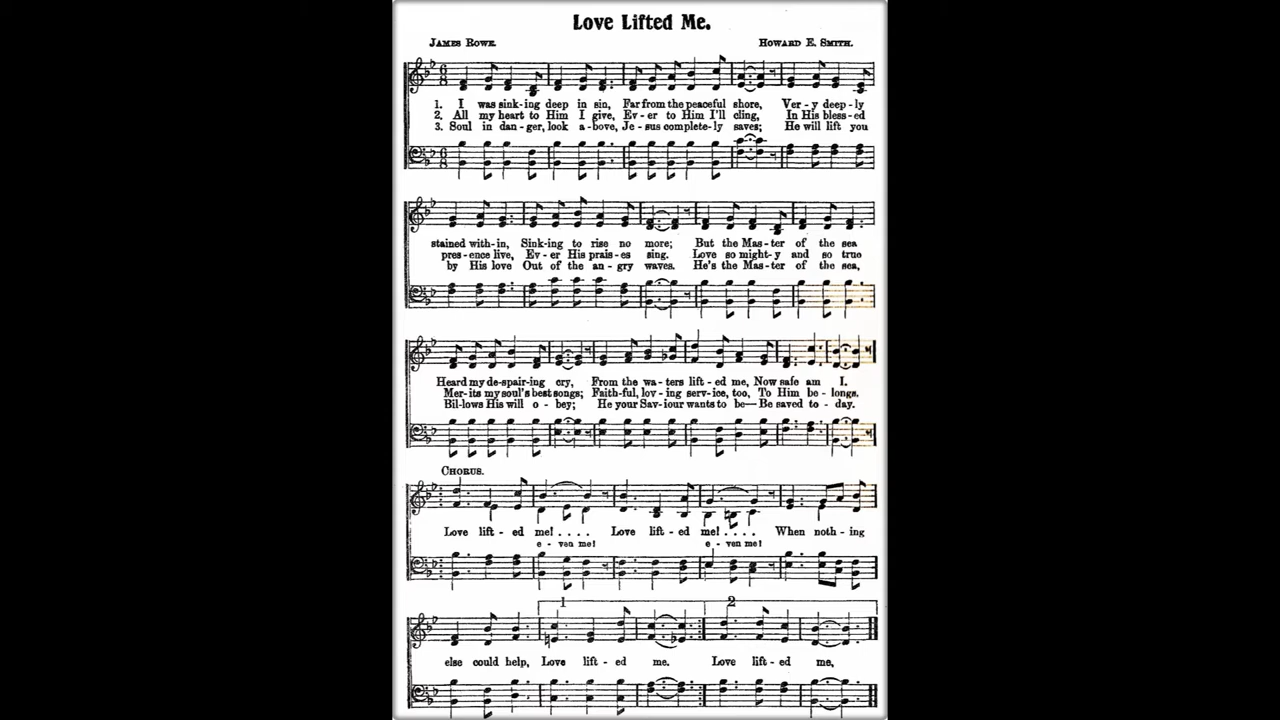 Love Lifted Me.
James Rowe. Howard E. Smith.
1. I was sink-ing deep in sin, Far from the peaceful shore, Ver-y deep-ly
2. All my heart to Him I give, Ev-er to Him I'll cling, In His bless-ed
3. Soul in dan-ger, look a-bove, Je-sus complete-ly saves; He will lift you
stained with-in, Sink-ing to rise no more; But the Mas-ter of the sea
pres-ence live, Ev-er His prais-es sing. Love so might-y and so true
by His love Out of the an-gry waves. He's the Mas-ter of the sea,
Heard my de-spair-ing cry, From the wa-ters lift-ed me, Now safe am I.
Mer-its my soul's best songs; Faith-ful, lov-ing serv-ice, too, To Him be-longs.
Bil-lows His will o-bey; He your Sav-iour wants to be— Be saved to-day.
Chorus.
Love lift-ed me! . . . . Love lift-ed me! . . . . When noth-ing
e-ven me! e-ven me!
1 2
else could help, Love lift-ed me. Love lift-ed me,